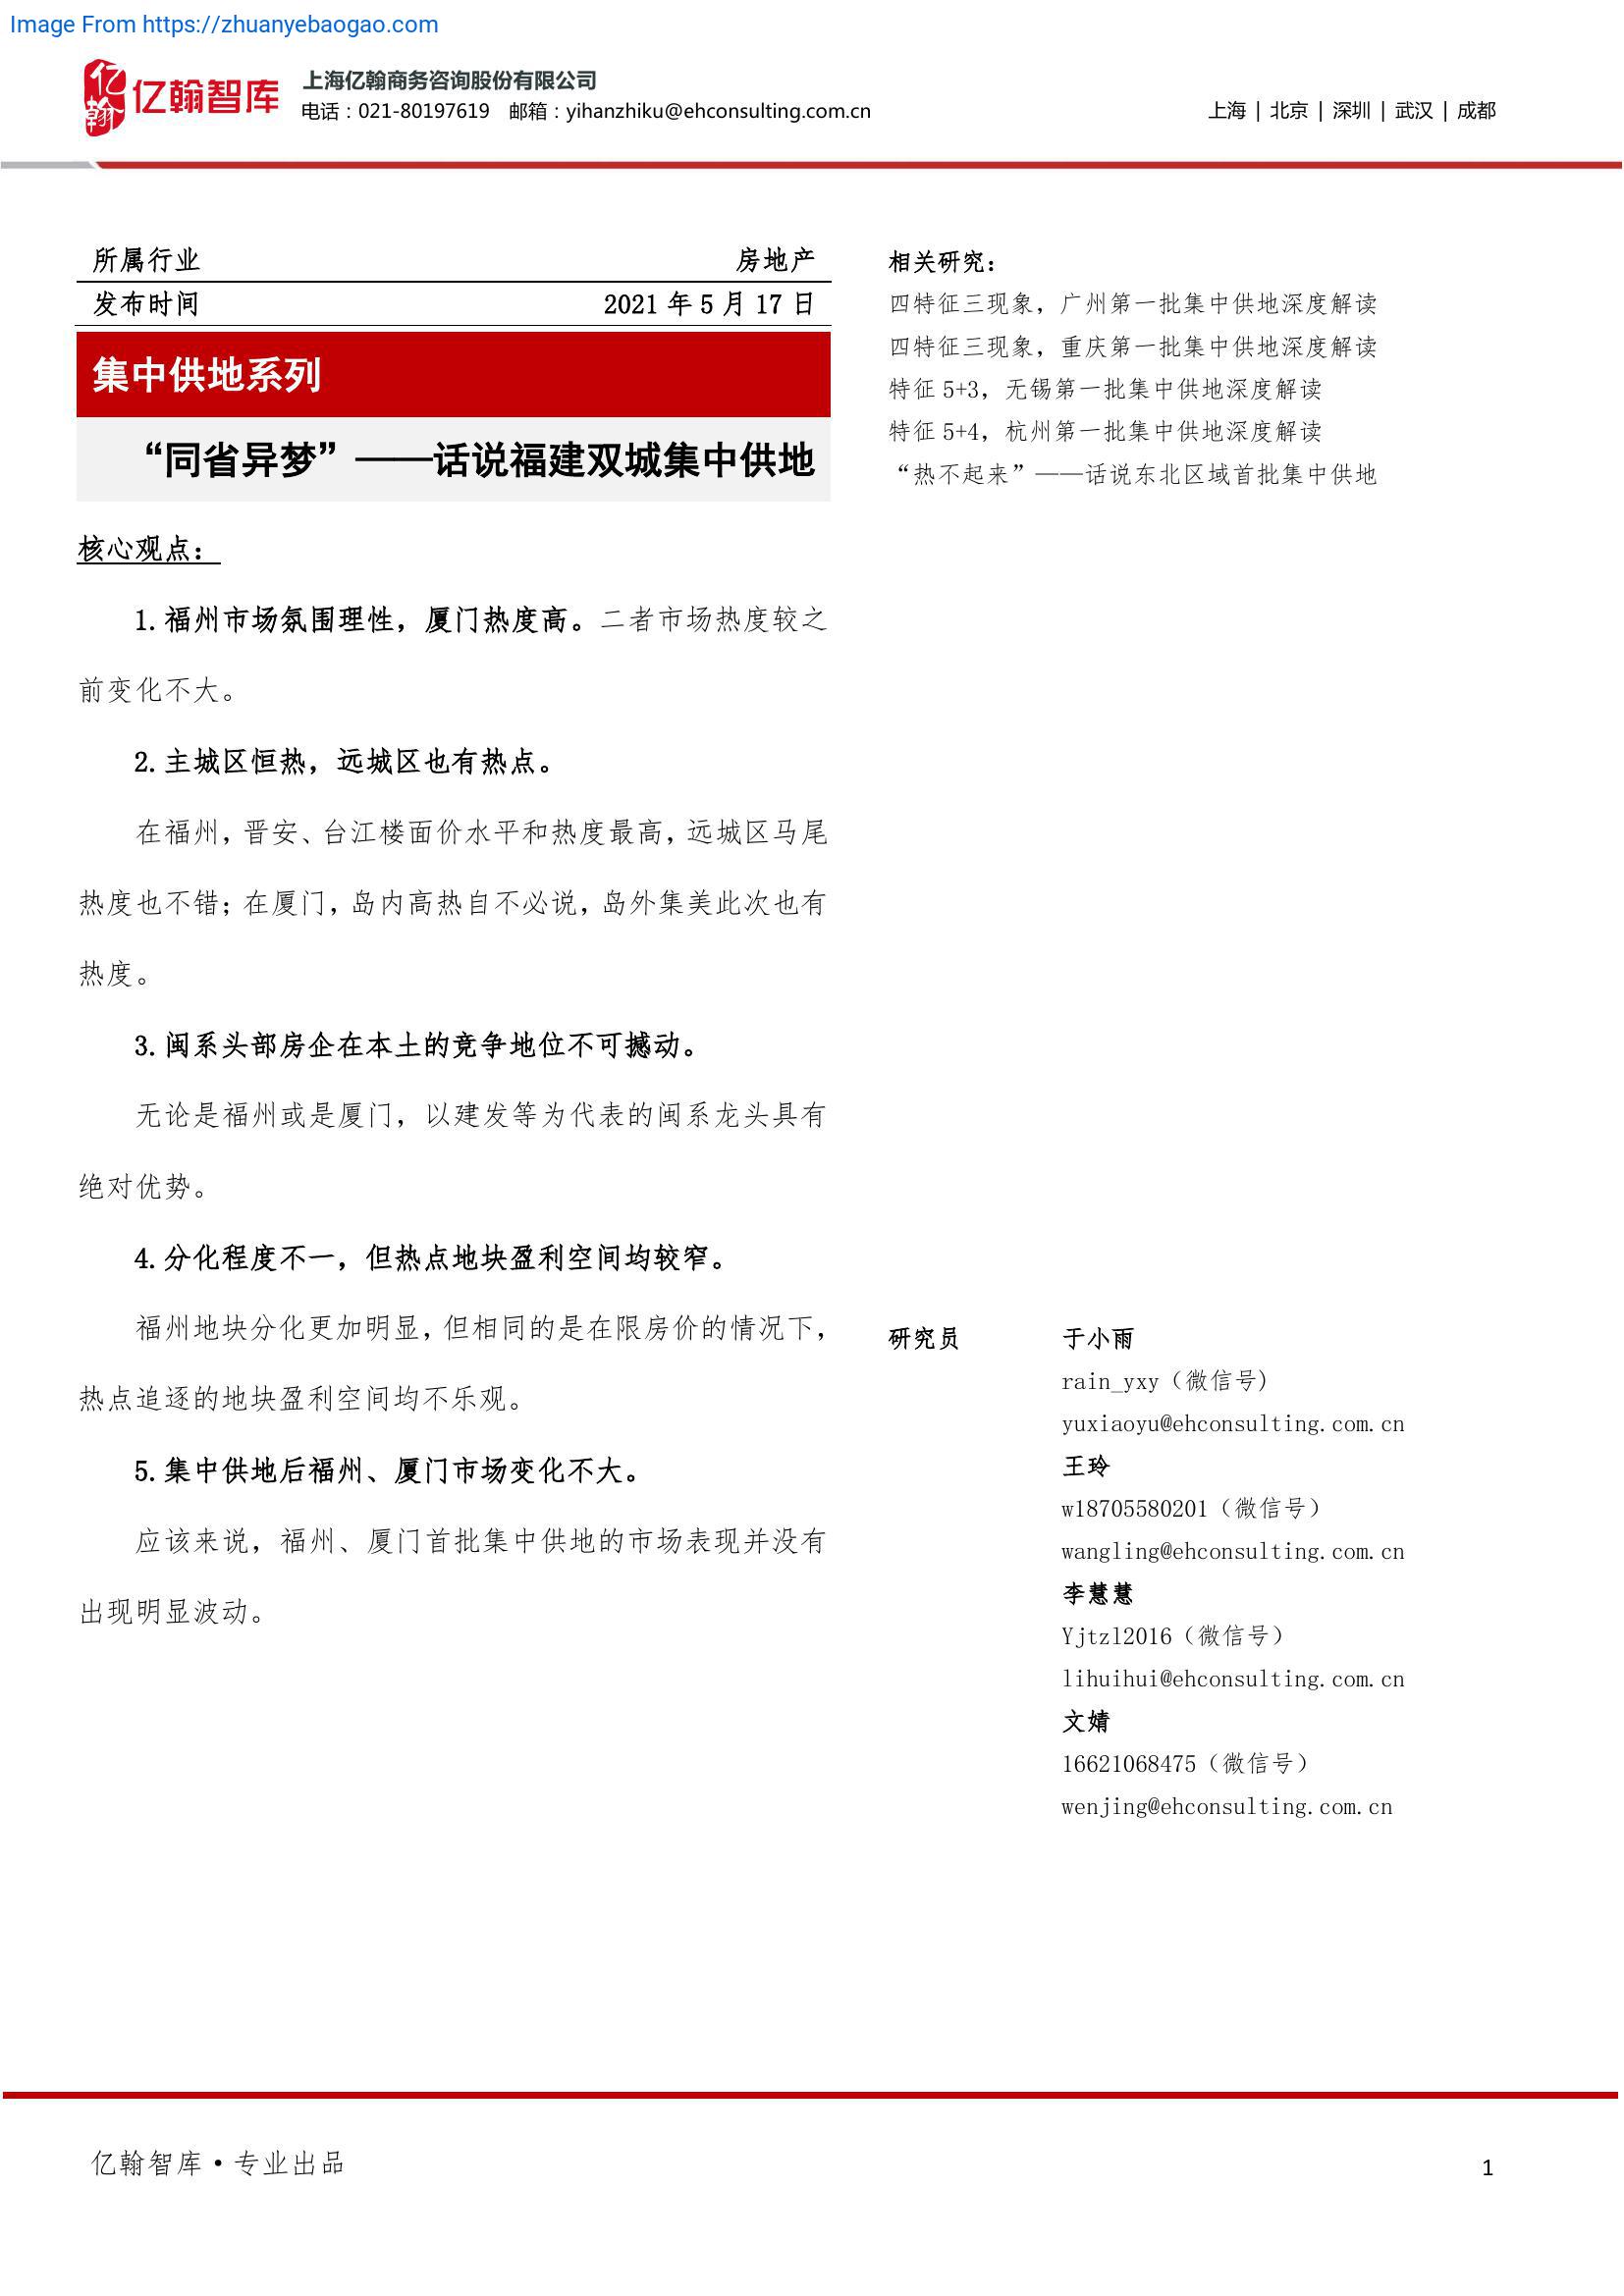 Image From https://zhuanyebaogao.com
亿翰
亿翰智库
上海亿翰商务咨询股份有限公司
电话：021-80197619 邮箱：yihanzhiku@ehconsulting.com.cn
上海 | 北京 | 深圳 | 武汉 | 成都
所属行业 房地产
发布时间 2021 年 5 月 17 日
集中供地系列
“同省异梦”——话说福建双城集中供地
核心观点：
1.福州市场氛围理性，厦门热度高。二者市场热度较之
前变化不大。
2.主城区恒热，远城区也有热点。
在福州，晋安、台江楼面价水平和热度最高，远城区马尾
热度也不错；在厦门，岛内高热自不必说，岛外集美此次也有
热度。
3.闽系头部房企在本土的竞争地位不可撼动。
无论是福州或是厦门，以建发等为代表的闽系龙头具有
绝对优势。
4.分化程度不一，但热点地块盈利空间均较窄。
福州地块分化更加明显，但相同的是在限房价的情况下，
热点追逐的地块盈利空间均不乐观。
5.集中供地后福州、厦门市场变化不大。
应该来说，福州、厦门首批集中供地的市场表现并没有
出现明显波动。
相关研究：
四特征三现象，广州第一批集中供地深度解读
四特征三现象，重庆第一批集中供地深度解读
特征 5+3，无锡第一批集中供地深度解读
特征 5+4，杭州第一批集中供地深度解读
“热不起来”——话说东北区域首批集中供地
研究员 于小雨
rain_yxy（微信号）
yuxiaoyu@ehconsulting.com.cn
王玲
w18705580201（微信号）
wangling@ehconsulting.com.cn
李慧慧
Yjtzl2016（微信号）
lihuihui@ehconsulting.com.cn
文婧
16621068475（微信号）
wenjing@ehconsulting.com.cn
亿翰智库·专业出品
1